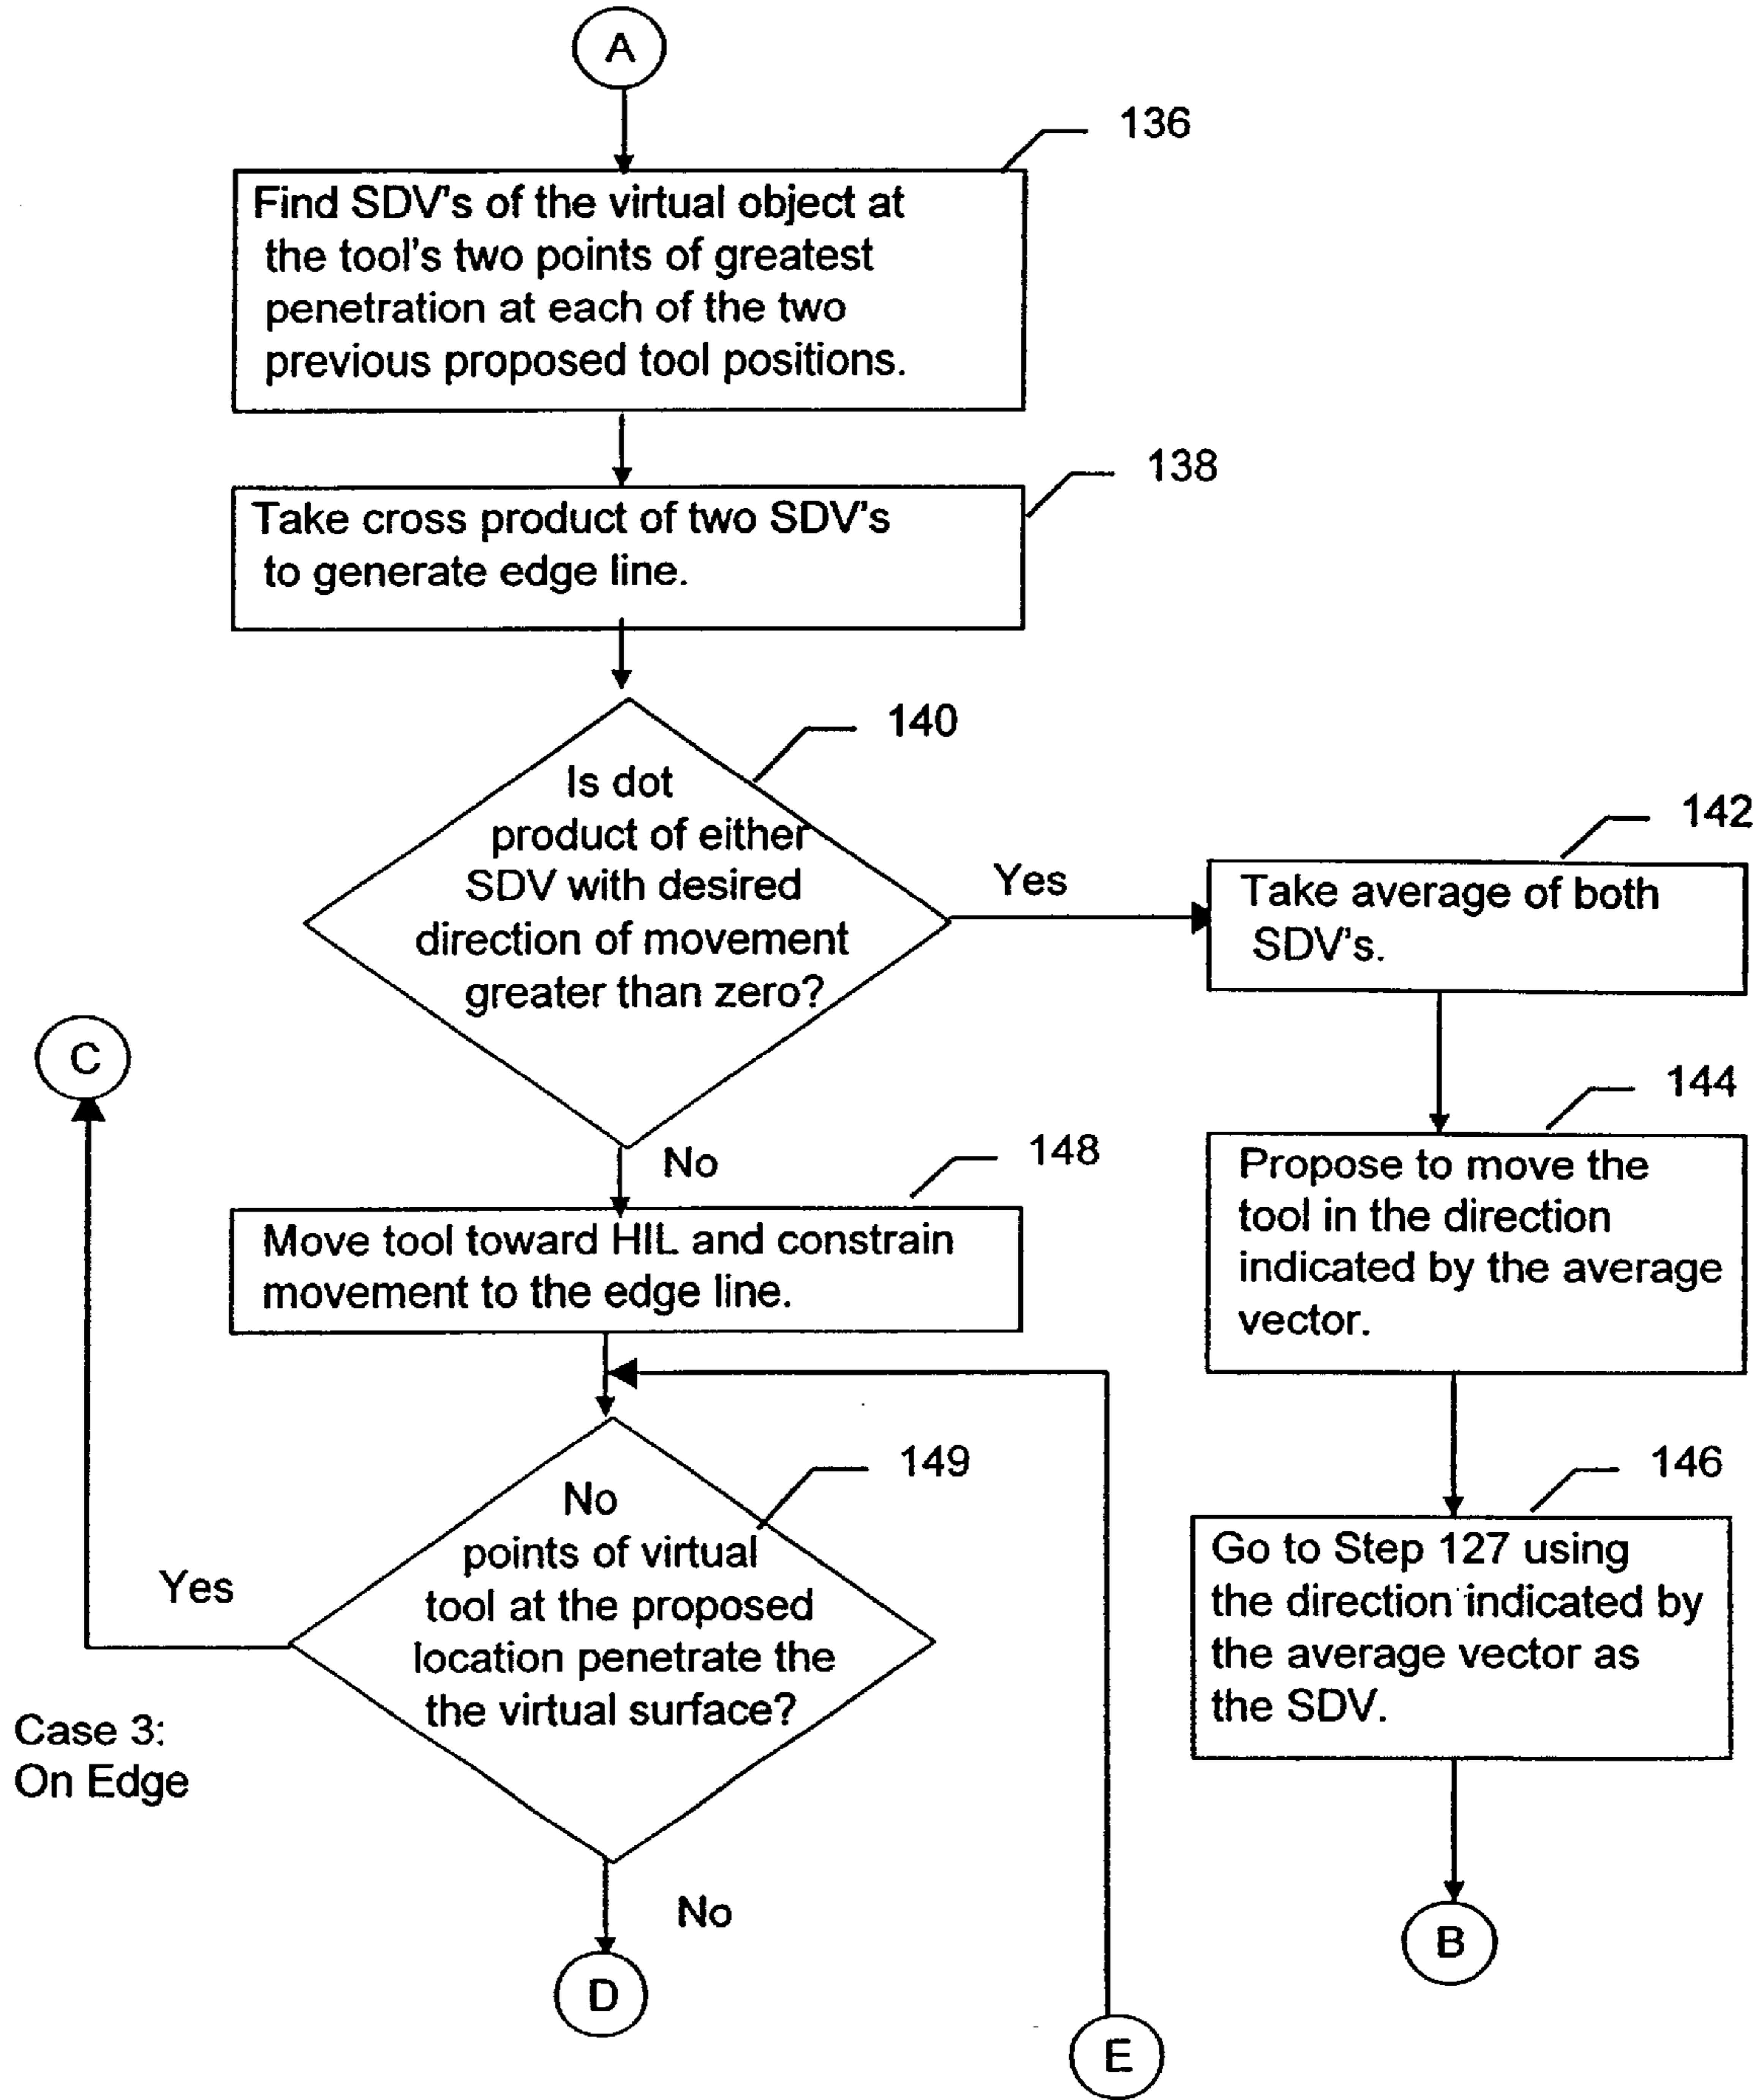 A
136
Find SDV's of the virtual object at
the tool's two points of greatest
penetration at each of the two
previous proposed tool positions.
138
Take cross product of two SDV's
to generate edge line.
140
Is dot
product of either
SDV with desired
direction of movement
greater than zero?
Yes
142
Take average of both
SDV's.
C
No
144
Propose to move the
tool in the direction
indicated by the average
vector.
148
Move tool toward HIL and constrain
movement to the edge line.
149
No
points of virtual
tool at the proposed
location penetrate the
the virtual surface?
Yes
146
Go to Step 127 using
the direction indicated by
the average vector as
the SDV.
Case 3:
On Edge
No
D
B
E